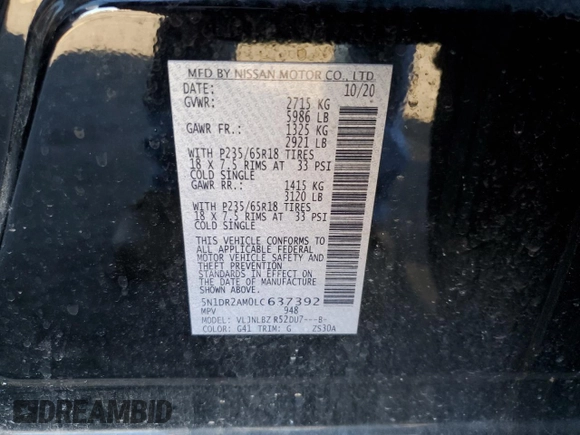 MFD BY NISSAN MOTOR CO., LTD.
DATE: 10/20
GVWR: 2715 KG
5986 LB
GAWR FR.: 1325 KG
2921 LB
WITH P235/65R18 TIRES
18 X 7.5 RIMS AT 33 PSI
COLD SINGLE
GAWR RR.: 1415 KG
3120 LB
WITH P235/65R18 TIRES
18 X 7.5 RIMS AT 33 PSI
COLD SINGLE
THIS VEHICLE CONFORMS TO
ALL APPLICABLE FEDERAL
MOTOR VEHICLE SAFETY AND
THEFT PREVENTION
STANDARDS IN EFFECT ON THE
DATE OF MANUFACTURE SHOWN
ABOVE.
5N1DR2AM0LC637392
MPV 948
MODEL: VLJNLBZ R52DU7---B-
COLOR: G41 TRIM: G ZS30A
DREAMBID